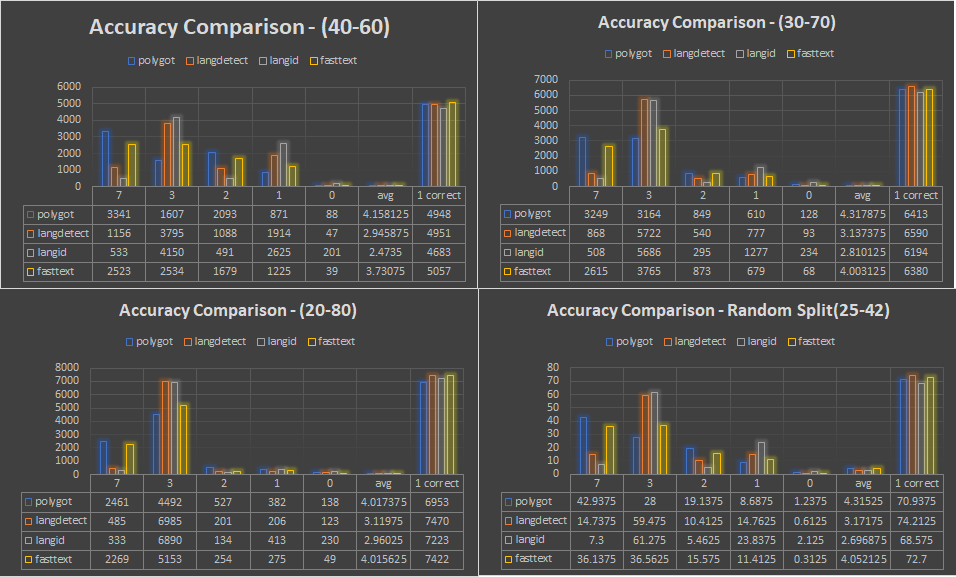 Accuracy Comparison - (40-60)
polygot langdetect langid fasttext
6000
5000
4000
3000
2000
1000
0
7 3 2 1 0 avg 1 correct
polygot 3341 1607 2093 871 88 4.158125 4948
langdetect 1156 3795 1088 1914 47 2.945875 4951
langid 533 4150 491 2625 201 2.4735 4683
fasttext 2523 2534 1679 1225 39 3.73075 5057
Accuracy Comparison - (30-70)
polygot langdetect langid fasttext
7000
6000
5000
4000
3000
2000
1000
0
7 3 2 1 0 avg 1 correct
polygot 3249 3164 849 610 128 4.317875 6413
langdetect 868 5722 540 777 93 3.137375 6590
langid 508 5686 295 1277 234 2.810125 6194
fasttext 2615 3765 873 679 68 4.003125 6380
Accuracy Comparison - (20-80)
polygot langdetect langid fasttext
8000
7000
6000
5000
4000
3000
2000
1000
0
7 3 2 1 0 avg 1 correct
polygot 2461 4492 527 382 138 4.017375 6953
langdetect 485 6985 201 206 123 3.11975 7470
langid 333 6890 134 413 230 2.96025 7223
fasttext 2269 5153 254 275 49 4.015625 7422
Accuracy Comparison - Random Split(25-42)
polygot langdetect langid fasttext
80
70
60
50
40
30
20
10
0
7 3 2 1 0 avg 1 correct
polygot 42.9375 28 19.1375 8.6875 1.2375 4.31525 70.9375
langdetect 14.7375 59.475 10.4125 14.7625 0.6125 3.17175 74.2125
langid 7.3 61.275 5.4625 23.8375 2.125 2.696875 68.575
fasttext 36.1375 36.5625 15.575 11.4125 0.3125 4.052125 72.7